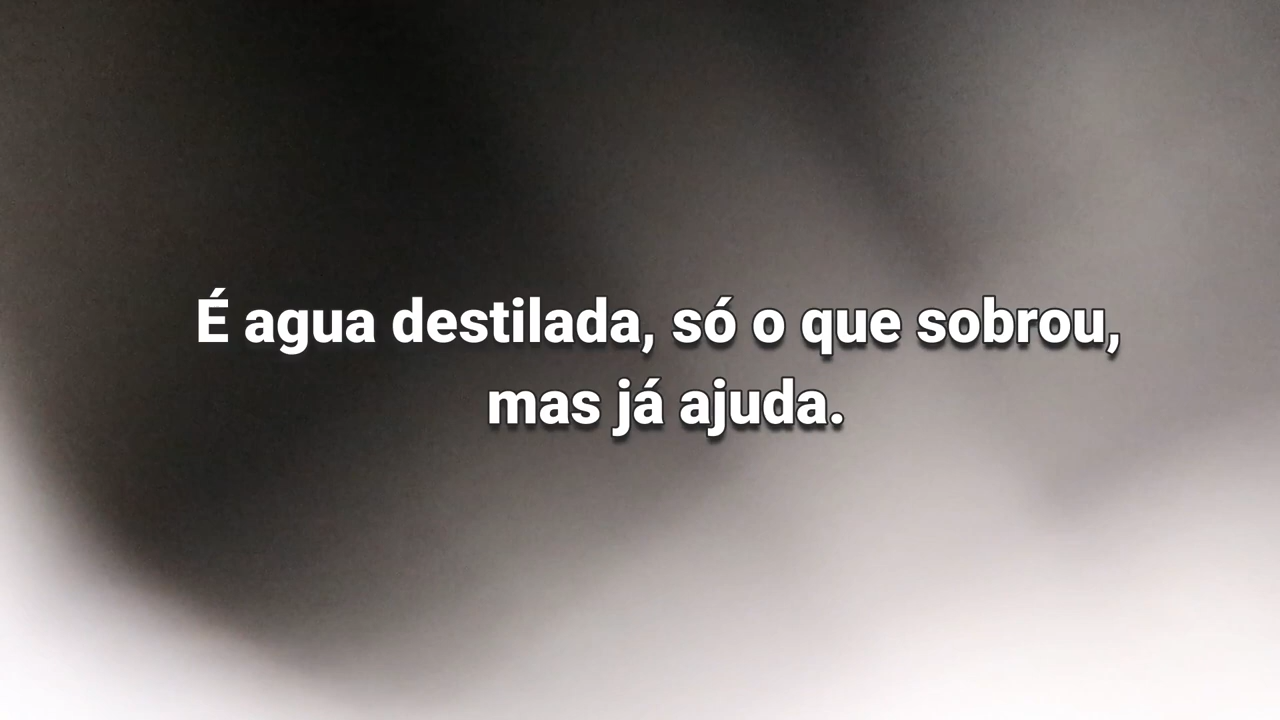 É agua destilada, só o que sobrou,
mas já ajuda.